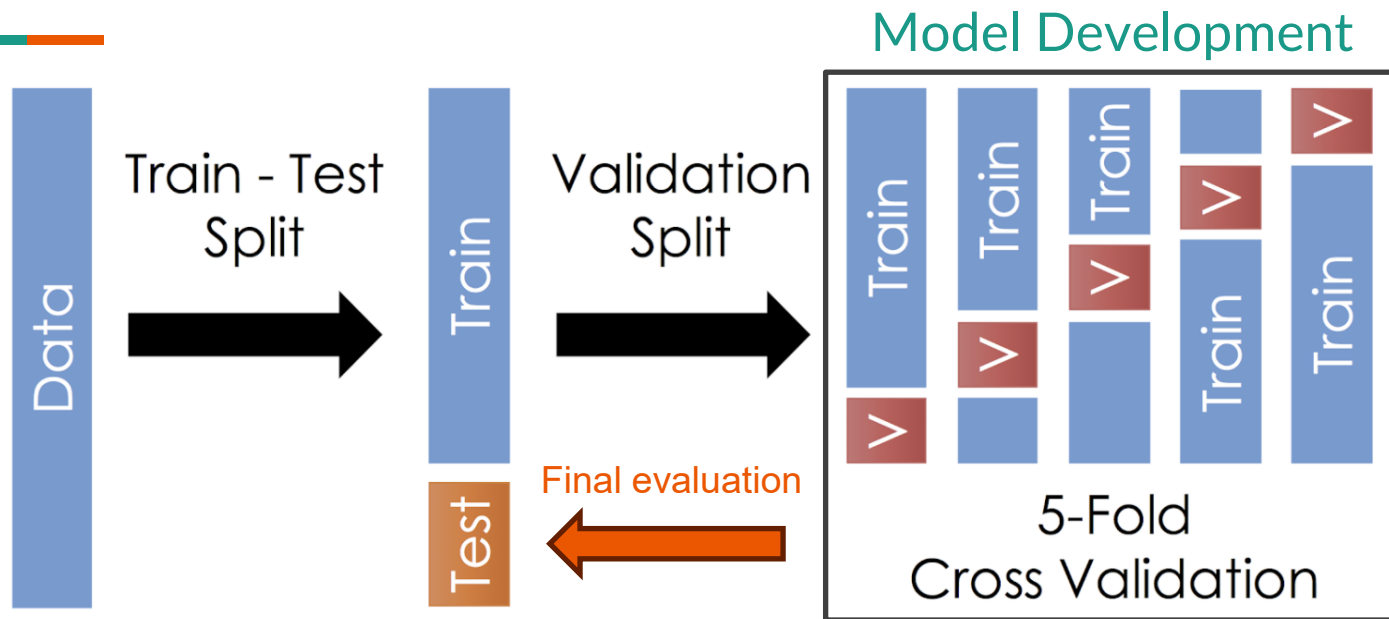 Model Development
Data
Train - Test
Split
Train
Test
Validation
Split
Final evaluation
Train
V
Train
V
Train
V
V
Train
V
Train
5-Fold
Cross Validation